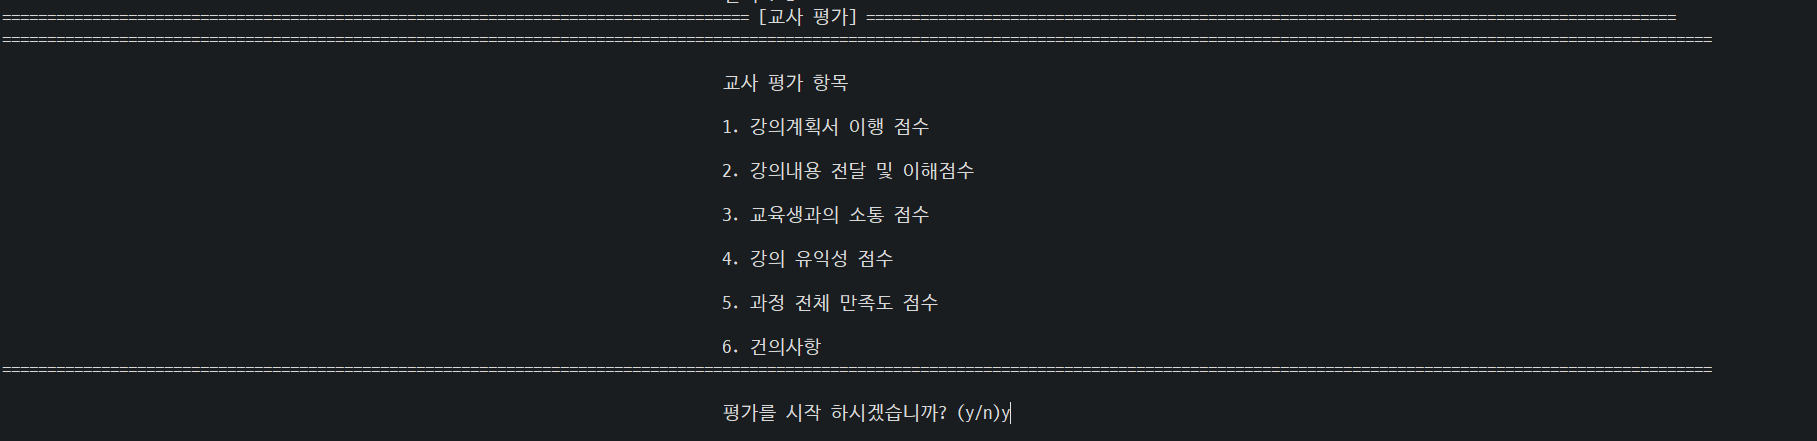 ================================================================================== [교사 평가] ==========================================================================================
==============================================================================================================================================================================================
교사 평가 항목
1. 강의계획서 이행 점수
2. 강의내용 전달 및 이해점수
3. 교육생과의 소통 점수
4. 강의 유익성 점수
5. 과정 전체 만족도 점수
6. 건의사항
==============================================================================================================================================================================================
평가를 시작 하시겠습니까? (y/n)y